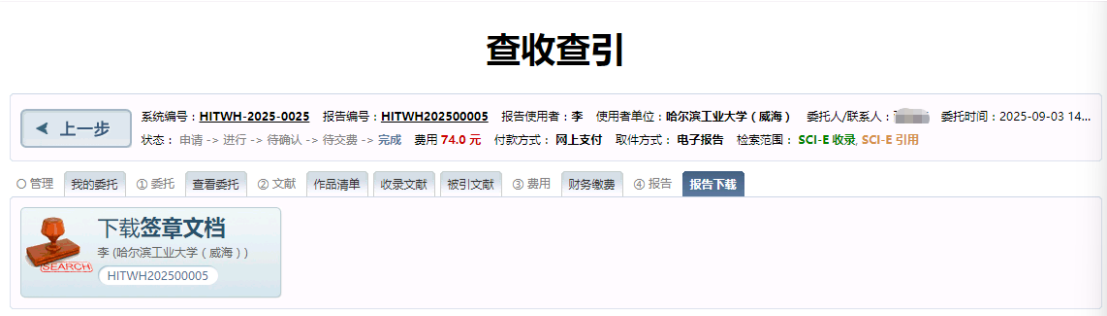 查收查引
上一步
系统编号：HITWH-2025-0025 报告编号：HITWH202500005 报告使用者：李 使用者单位：哈尔滨工业大学（威海） 委托人/联系人： 委托时间：2025-09-03 14...
状态： 申请 -> 进行 -> 待确认 -> 待交费 -> 完成 费用 74.0 元 付款方式： 网上支付 取件方式： 电子报告 检索范围： SCI-E 收录, SCI-E 引用
管理 我的委托 ① 委托 查看委托 ② 文献 作品清单 收录文献 被引文献 ③ 费用 财务缴费 ④ 报告 报告下载
下载签章文档
李 (哈尔滨工业大学（威海）)
SEARCH
HITWH202500005